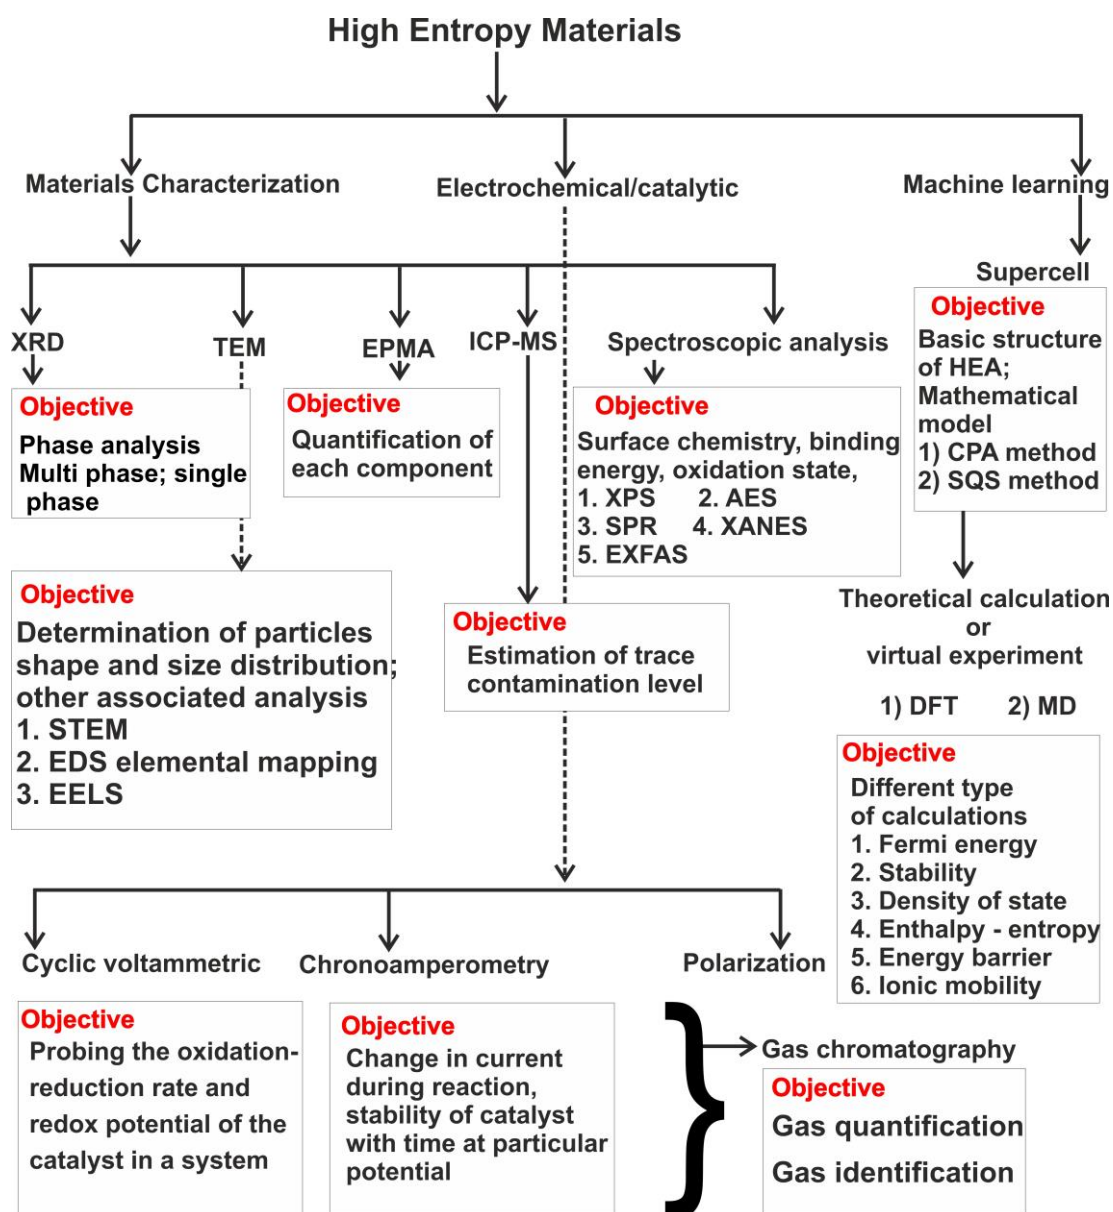 High Entropy Materials
Materials Characterization
Electrochemical/catalytic
Machine learning
XRD
TEM
EPMA
ICP-MS
Spectroscopic analysis
Supercell
Objective
Phase analysis
Multi phase; single
phase
Objective
Quantification of
each component
Objective
Surface chemistry, binding
energy, oxidation state,
1. XPS 2. AES
3. SPR 4. XANES
5. EXFAS
Objective
Basic structure
of HEA;
Mathematical
model
1) CPA method
2) SQS method
Objective
Determination of particles
shape and size distribution;
other associated analysis
1. STEM
2. EDS elemental mapping
3. EELS
Objective
Estimation of trace
contamination level
Theoretical calculation
or
virtual experiment
1) DFT 2) MD
Objective
Different type
of calculations
1. Fermi energy
2. Stability
3. Density of state
4. Enthalpy - entropy
5. Energy barrier
6. Ionic mobility
Cyclic voltammetric
Chronoamperometry
Polarization
Objective
Probing the oxidation-
reduction rate and
redox potential of the
catalyst in a system
Objective
Change in current
during reaction,
stability of catalyst
with time at particular
potential
}
Gas chromatography
Objective
Gas quantification
Gas identification